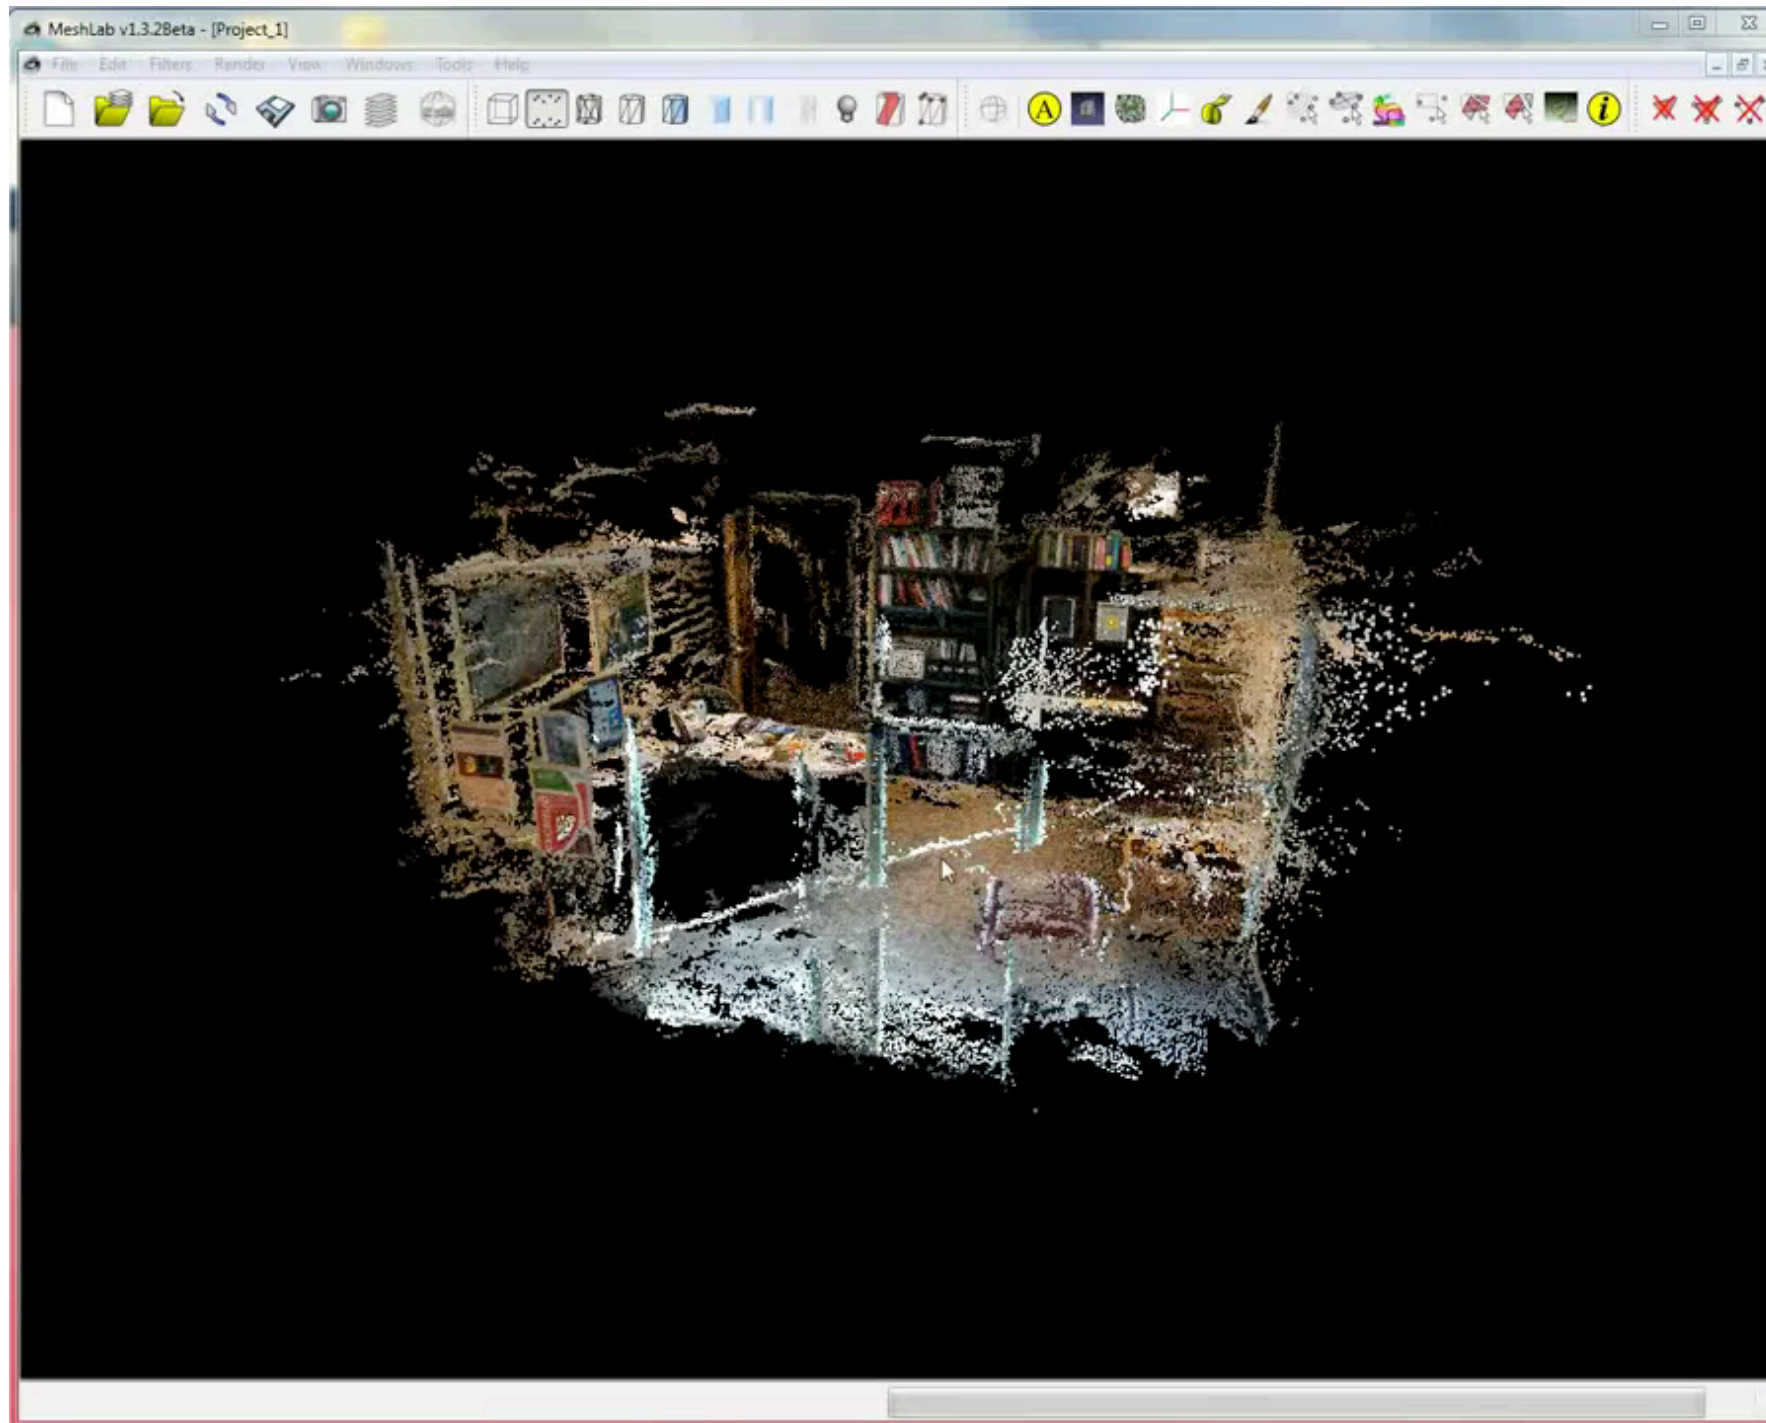 MeshLab v1.3.2Beta - [Project_1]
File Edit Filters Render View Windows Tools Help
A
i